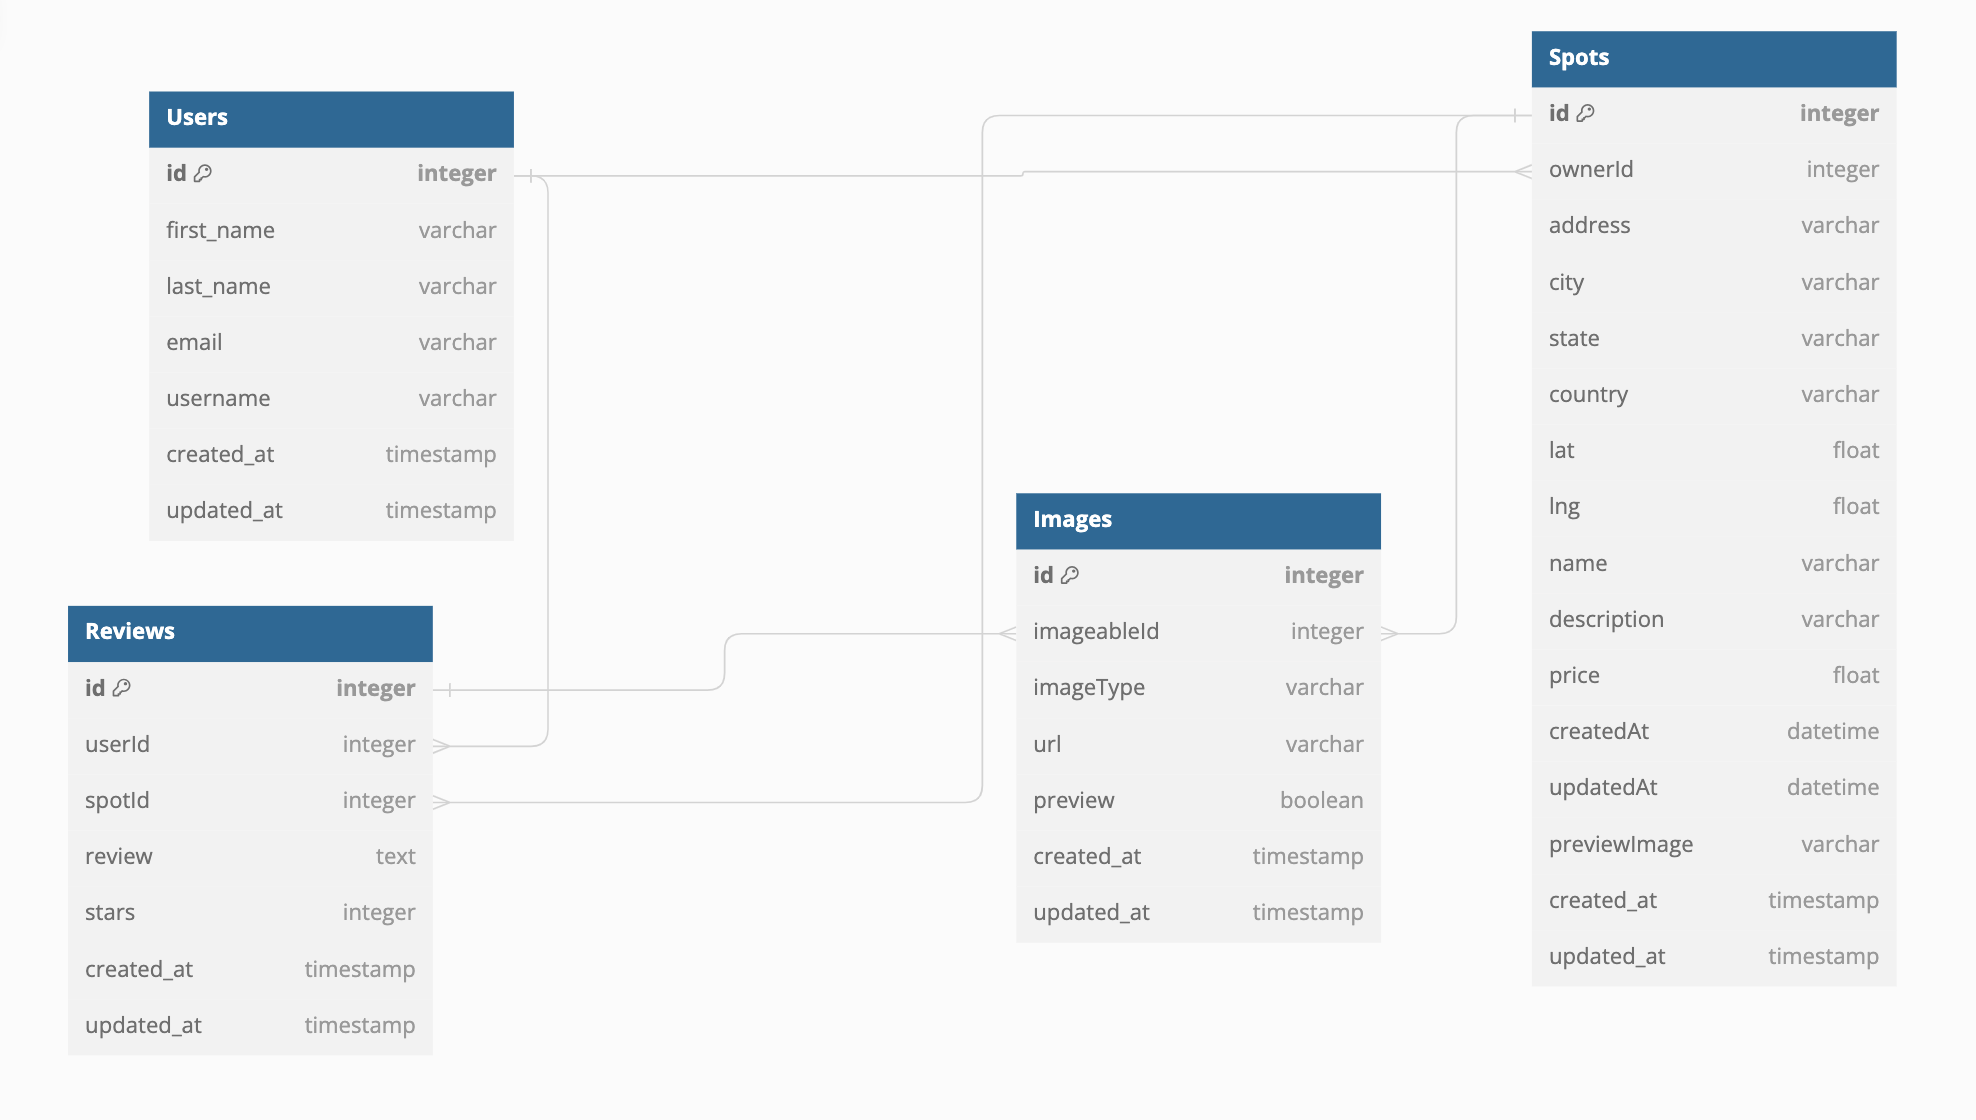 Users
id integer
first_name varchar
last_name varchar
email varchar
username varchar
created_at timestamp
updated_at timestamp
Reviews
id integer
userId integer
spotId integer
review text
stars integer
created_at timestamp
updated_at timestamp
Images
id integer
imageableId integer
imageType varchar
url varchar
preview boolean
created_at timestamp
updated_at timestamp
Spots
id integer
ownerId integer
address varchar
city varchar
state varchar
country varchar
lat float
lng float
name varchar
description varchar
price float
createdAt datetime
updatedAt datetime
previewImage varchar
created_at timestamp
updated_at timestamp